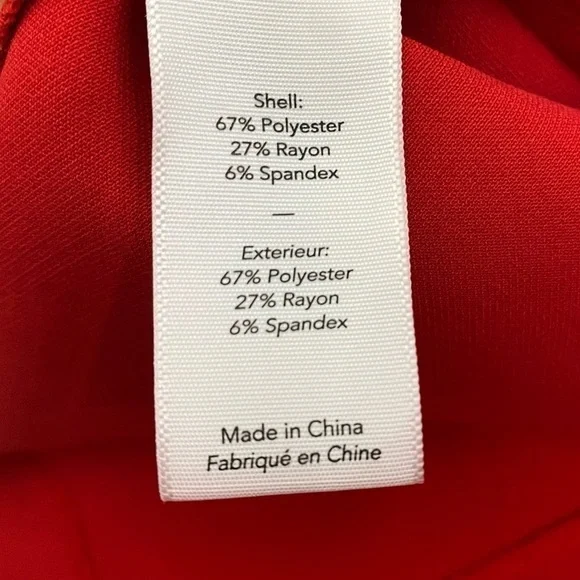 Shell:
67% Polyester
27% Rayon
6% Spandex
—
Exterieur:
67% Polyester
27% Rayon
6% Spandex
Made in China
Fabriqué en Chine